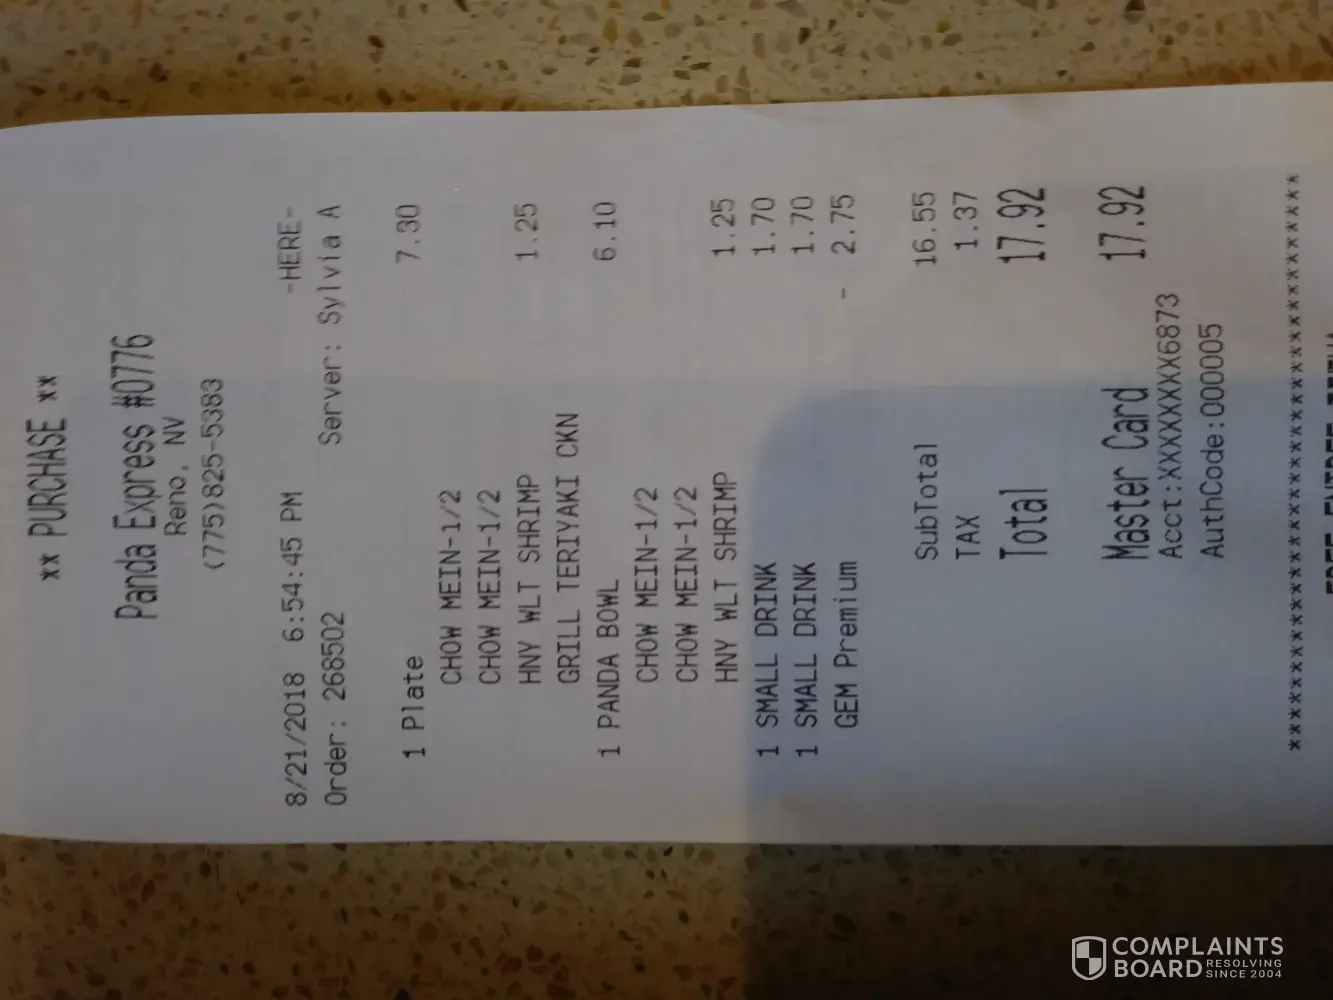 ** PURCHASE **
Panda Express #0776
Reno, NV
(775)825-5383
8/21/2018 6:54:45 PM -HERE-
Order: 268502 Server: Sylvia A
1 Plate 7.30
CHOW MEIN-1/2
CHOW MEIN-1/2
HNY WLT SHRIMP 1.25
GRILL TERIYAKI CKN
1 PANDA BOWL 6.10
CHOW MEIN-1/2
CHOW MEIN-1/2
HNY WLT SHRIMP 1.25
1 SMALL DRINK 1.70
1 SMALL DRINK 1.70
GEM Premium - 2.75
SubTotal 16.55
TAX 1.37
Total 17.92
Master Card 17.92
Acct:XXXXXXXX6873
AuthCode:000005
****************************************
COMPLAINTS
BOARD RESOLVING
SINCE 2004